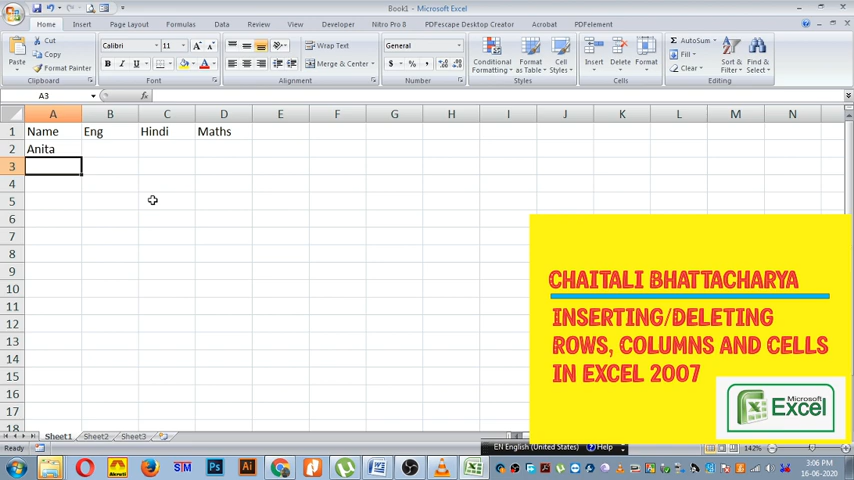 Book1 - Microsoft Excel
Home Insert Page Layout Formulas Data Review View Developer Nitro Pro 8 PDFescape Desktop Creator Acrobat PDFelement
Cut
Copy
Format Painter
Paste
Clipboard
Calibri 11
B I U
Font
Wrap Text
Merge & Center
Alignment
General
$ % ,
Number
Conditional Formatting
Format as Table
Cell Styles
Styles
Insert Delete Format
Cells
AutoSum
Fill
Clear
Sort & Filter
Find & Select
Editing
A3 fx
A B C D E F G H I J K L M N
1 Name Eng Hindi Maths
2 Anita
3
4
5
6
7
8
9
10
11
12
13
14
15
16
17
18
CHAITALI BHATTACHARYA
INSERTING/DELETING
ROWS, COLUMNS AND CELLS
IN EXCEL 2007
Microsoft
Excel
Sheet1 Sheet2 Sheet3
Ready
EN English (United States) Help
142%
3:06 PM
16-06-2020